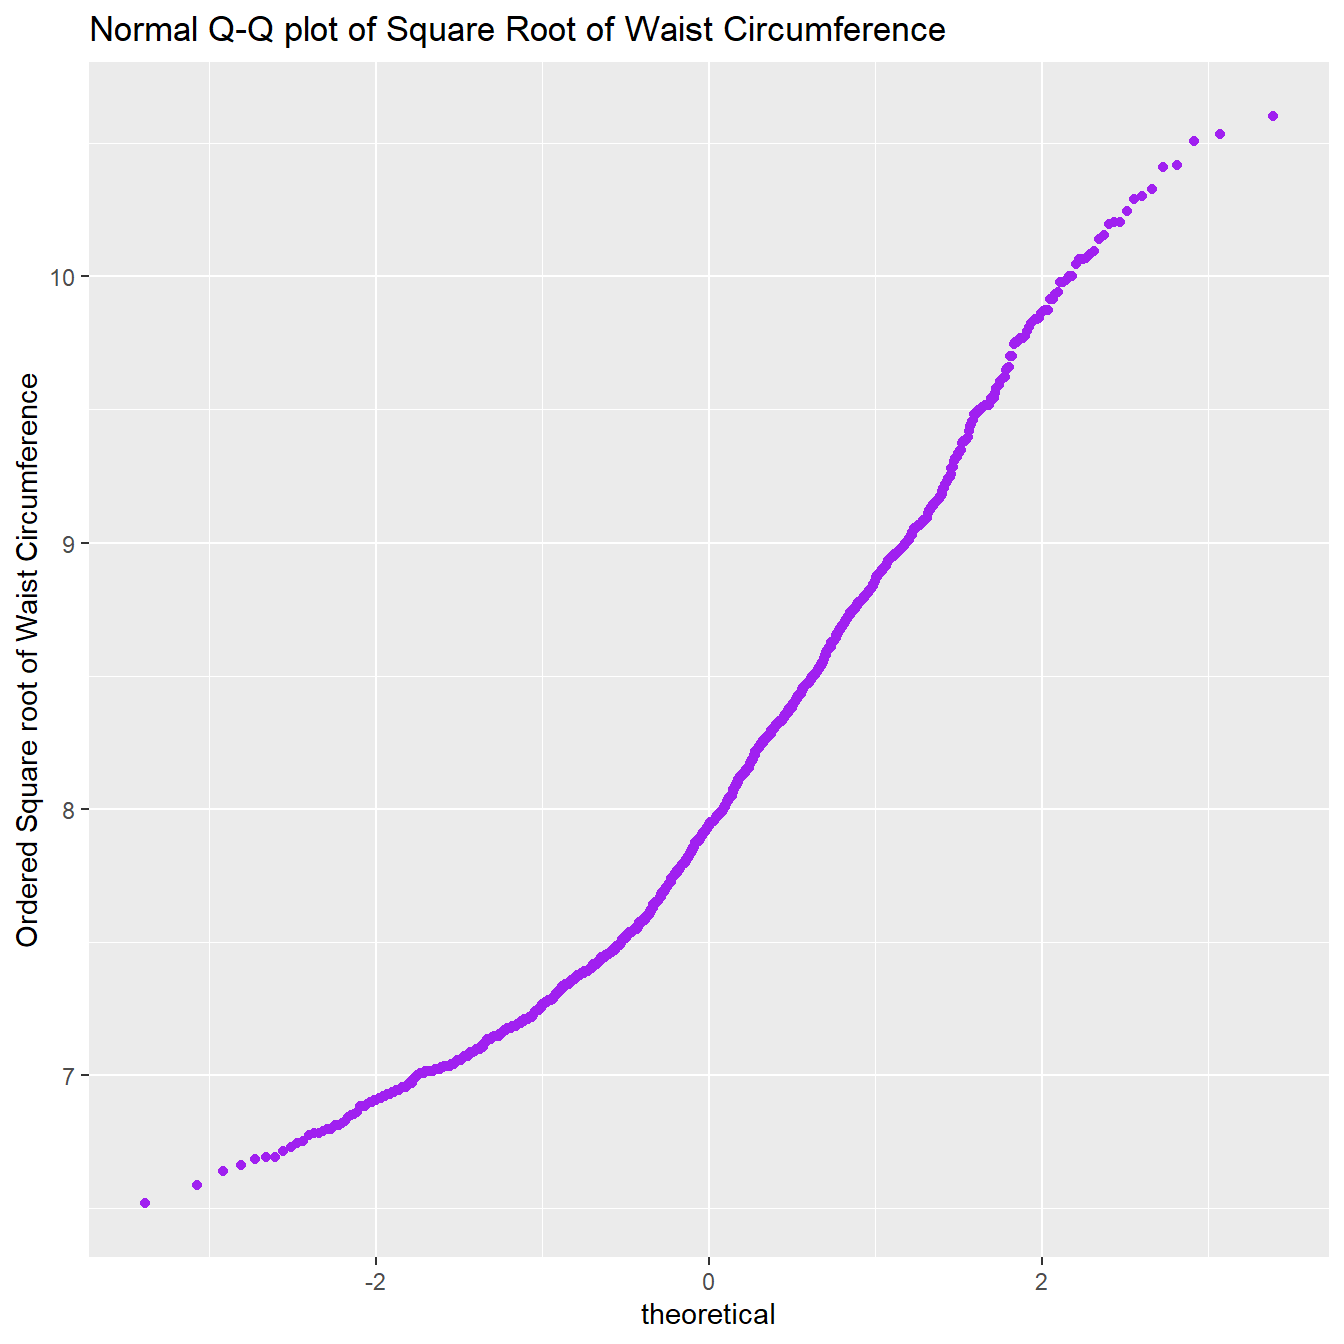 Normal Q-Q plot of Square Root of Waist Circumference
Ordered Square root of Waist Circumference
10
9
8
7
-2
0
2
theoretical